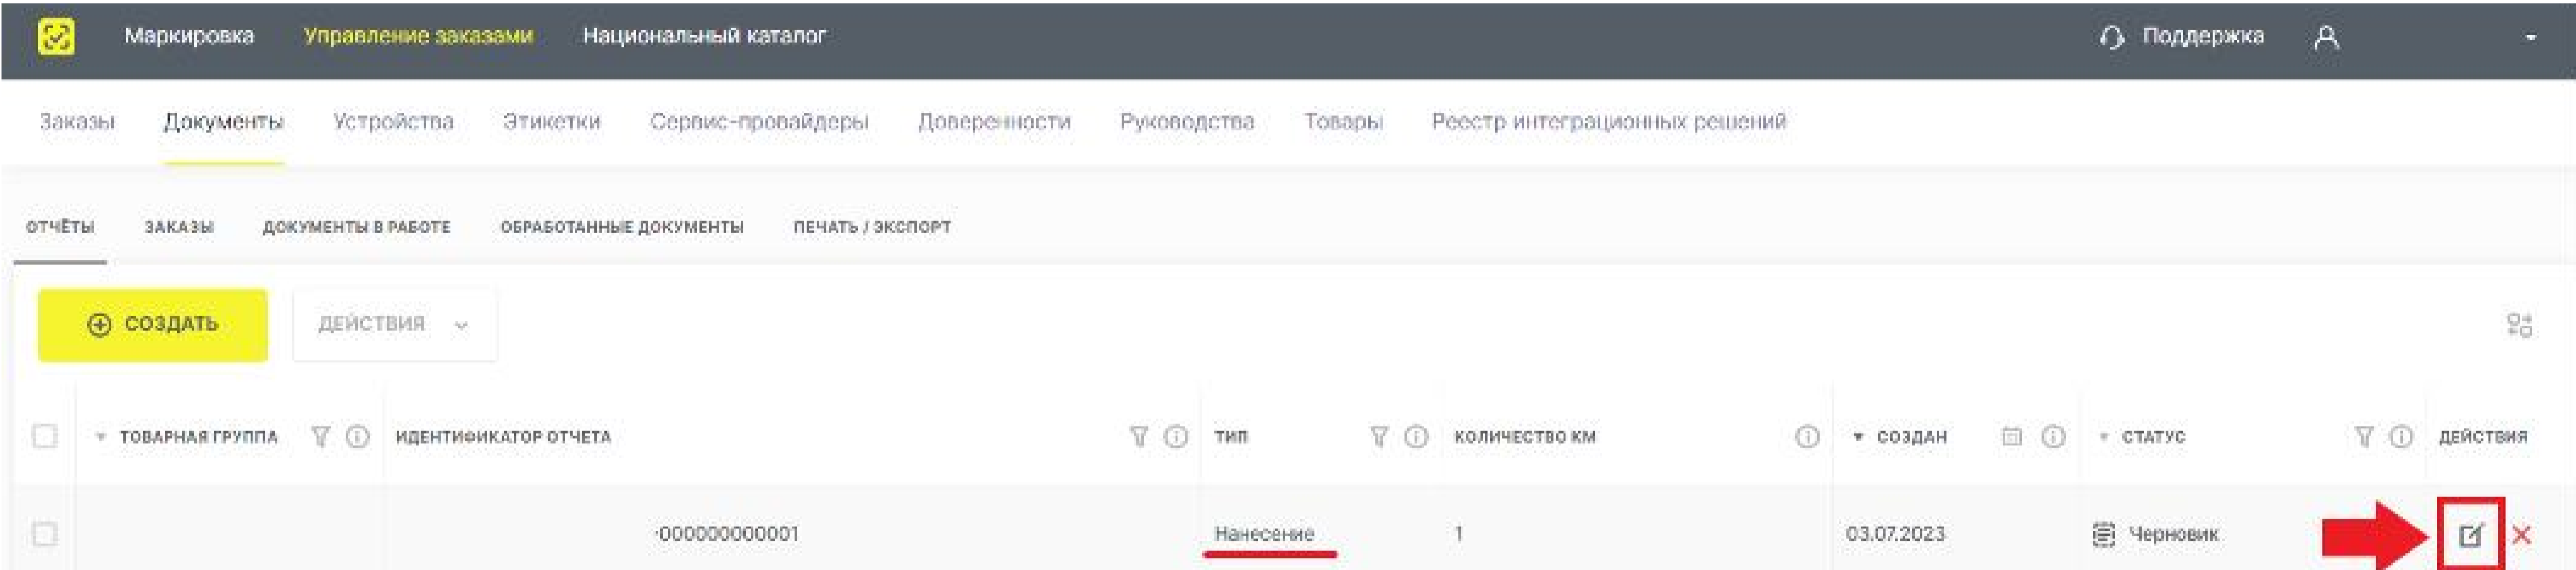 Маркировка Управление заказами Национальный каталог Поддержка
Заказы Документы Устройства Этикетки Сервис-провайдеры Доверенности Руководства Товары Реестр интеграционных решений
ОТЧЁТЫ ЗАКАЗЫ ДОКУМЕНТЫ В РАБОТЕ ОБРАБОТАННЫЕ ДОКУМЕНТЫ ПЕЧАТЬ / ЭКСПОРТ
СОЗДАТЬ ДЕЙСТВИЯ
ТОВАРНАЯ ГРУППА ИДЕНТИФИКАТОР ОТЧЕТА ТИП КОЛИЧЕСТВО КМ СОЗДАН СТАТУС ДЕЙСТВИЯ
000000000001 Нанесение 1 03.07.2023 Черновик